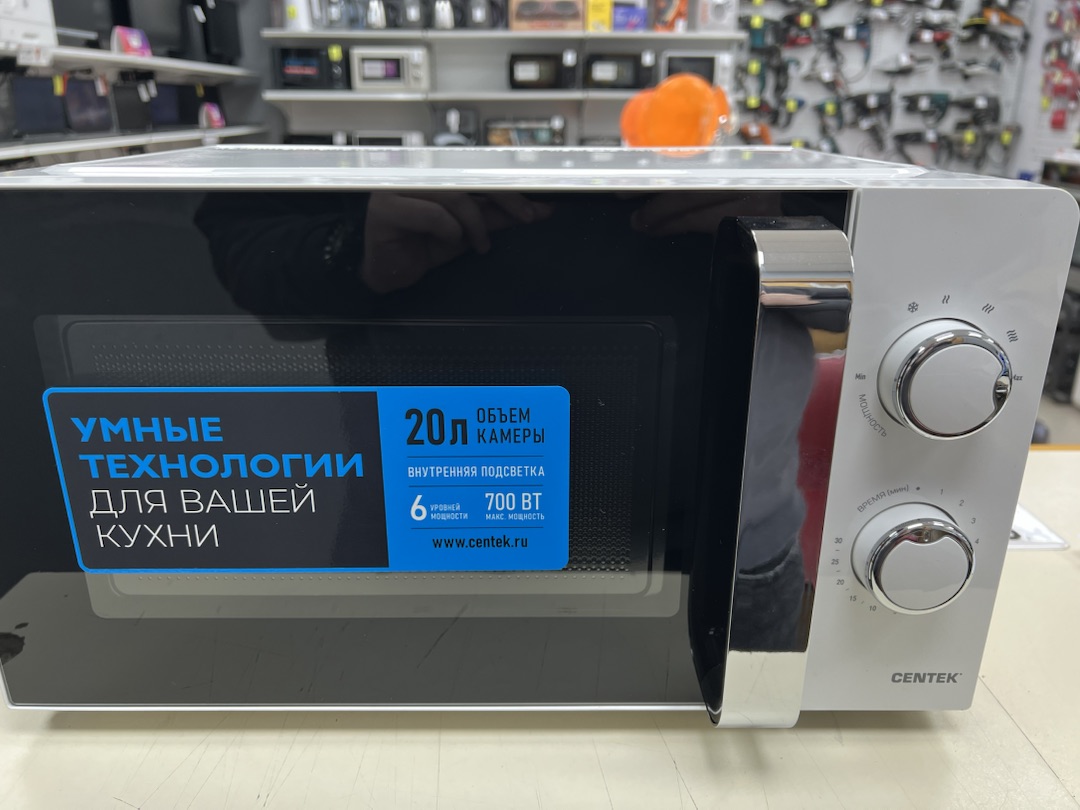 УМНЫЕ
ТЕХНОЛОГИИ
ДЛЯ ВАШЕЙ
КУХНИ
20л ОБЪЕМ
КАМЕРЫ
ВНУТРЕННЯЯ ПОДСВЕТКА
6 УРОВНЕЙ
МОЩНОСТИ
700 ВТ
МАКС. МОЩНОСТЬ
www.centek.ru
Min
МОЩНОСТЬ
ВРЕМЯ (мин)
1
2
3
4
10
15
20
25
30
CENTEK